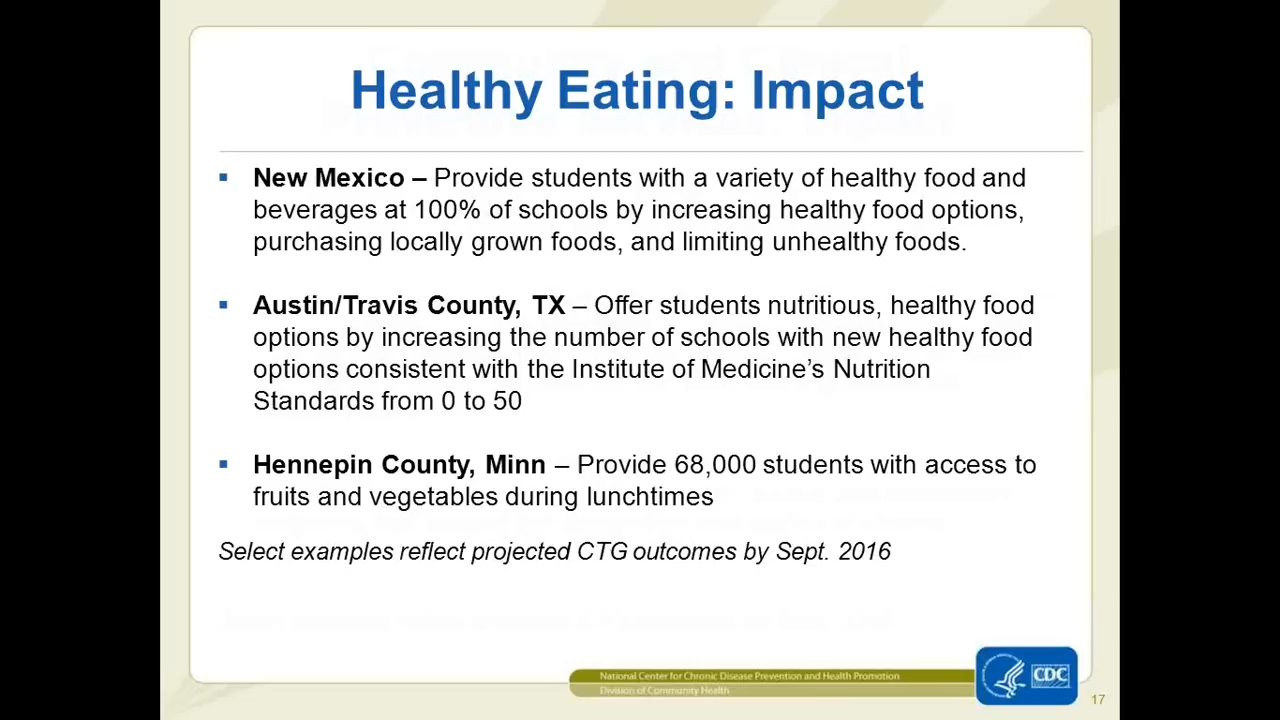 Healthy Eating: Impact
▪ New Mexico – Provide students with a variety of healthy food and
beverages at 100% of schools by increasing healthy food options,
purchasing locally grown foods, and limiting unhealthy foods.
▪ Austin/Travis County, TX – Offer students nutritious, healthy food
options by increasing the number of schools with new healthy food
options consistent with the Institute of Medicine’s Nutrition
Standards from 0 to 50
▪ Hennepin County, Minn – Provide 68,000 students with access to
fruits and vegetables during lunchtimes
Select examples reflect projected CTG outcomes by Sept. 2016
National Center for Chronic Disease Prevention and Health Promotion
Division of Community Health
CDC
17